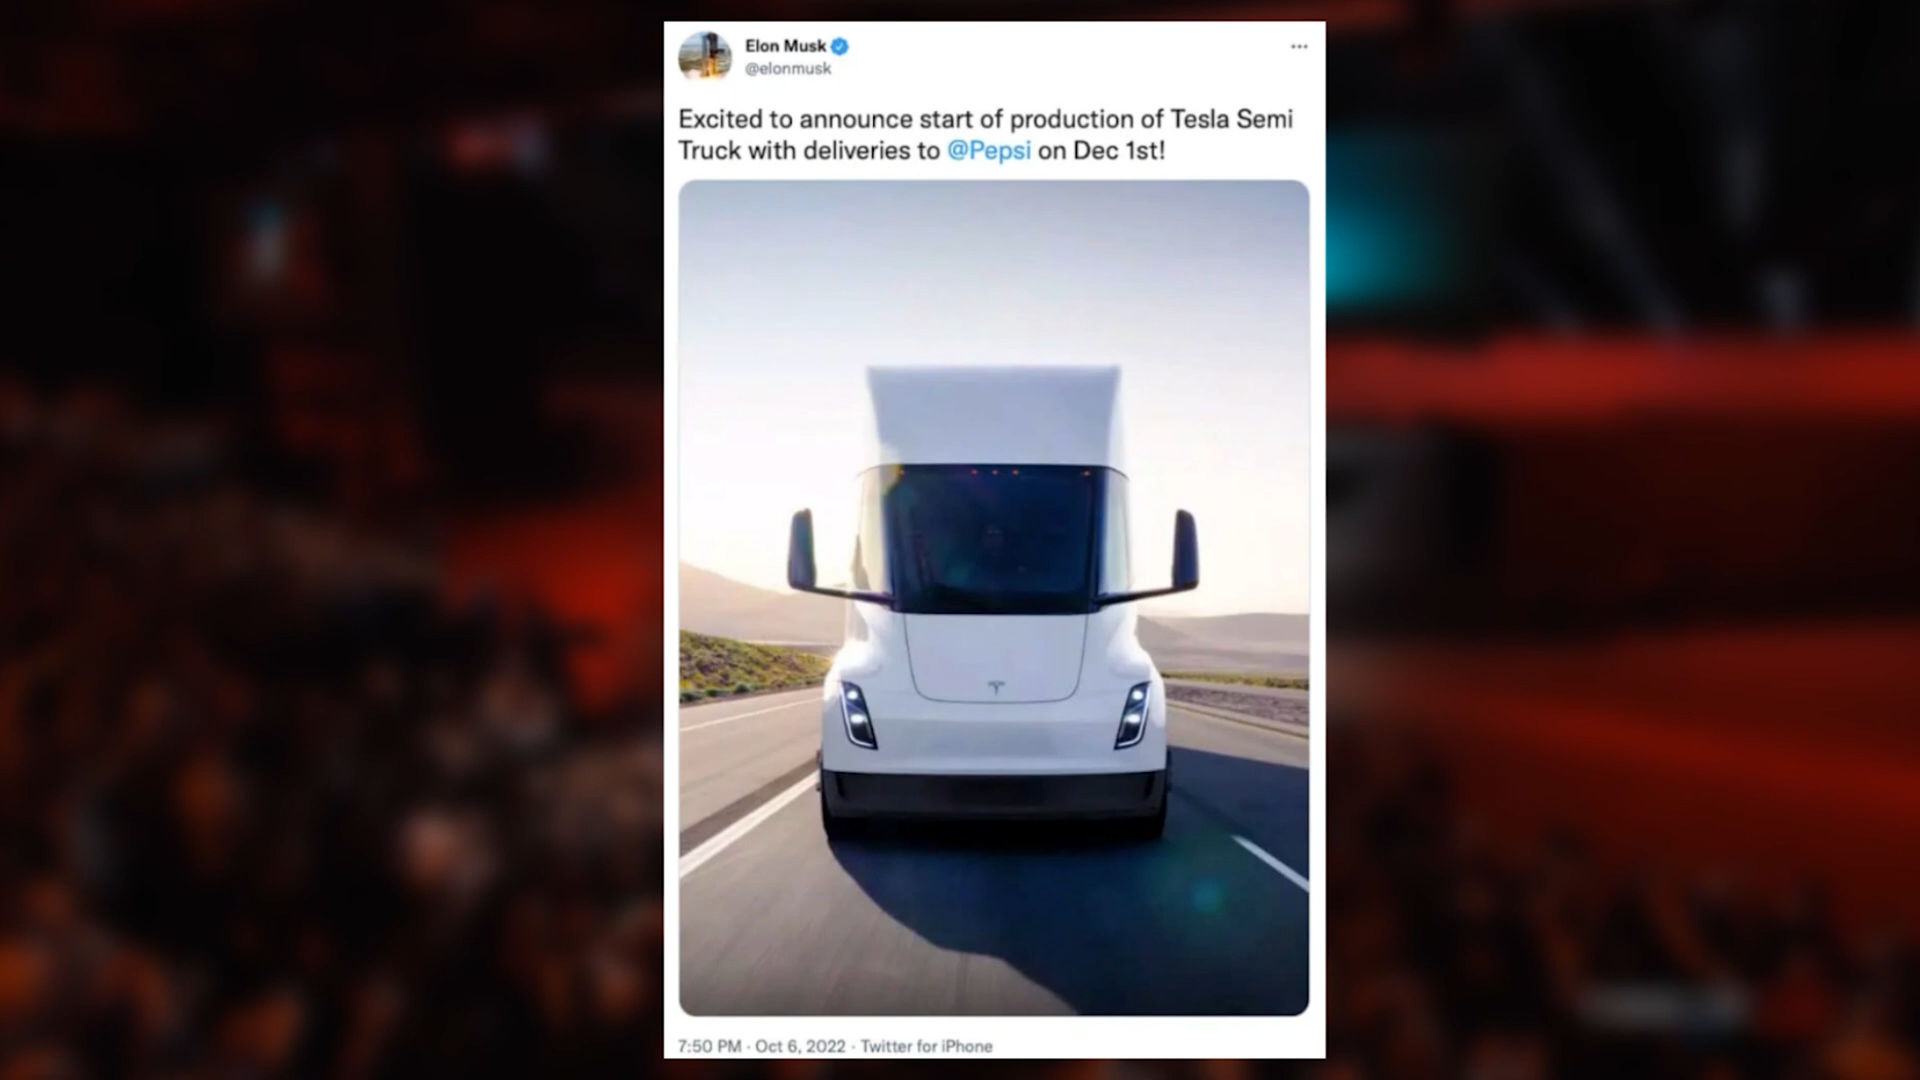 Elon Musk
@elonmusk
Excited to announce start of production of Tesla Semi
Truck with deliveries to @Pepsi on Dec 1st!
7:50 PM · Oct 6, 2022 · Twitter for iPhone